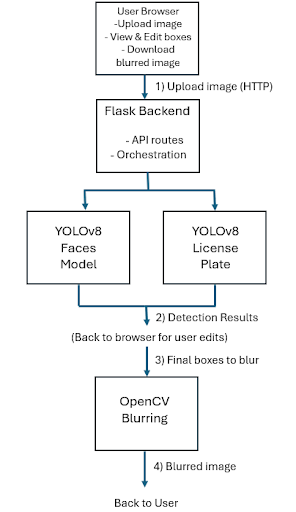 User Browser
-Upload image
- View & Edit boxes
- Download
blurred image
1) Upload image (HTTP)
Flask Backend
- API routes
- Orchestration
YOLOv8
Faces
Model
YOLOv8
License
Plate
2) Detection Results
(Back to browser for user edits)
3) Final boxes to blur
OpenCV
Blurring
4) Blurred image
Back to User